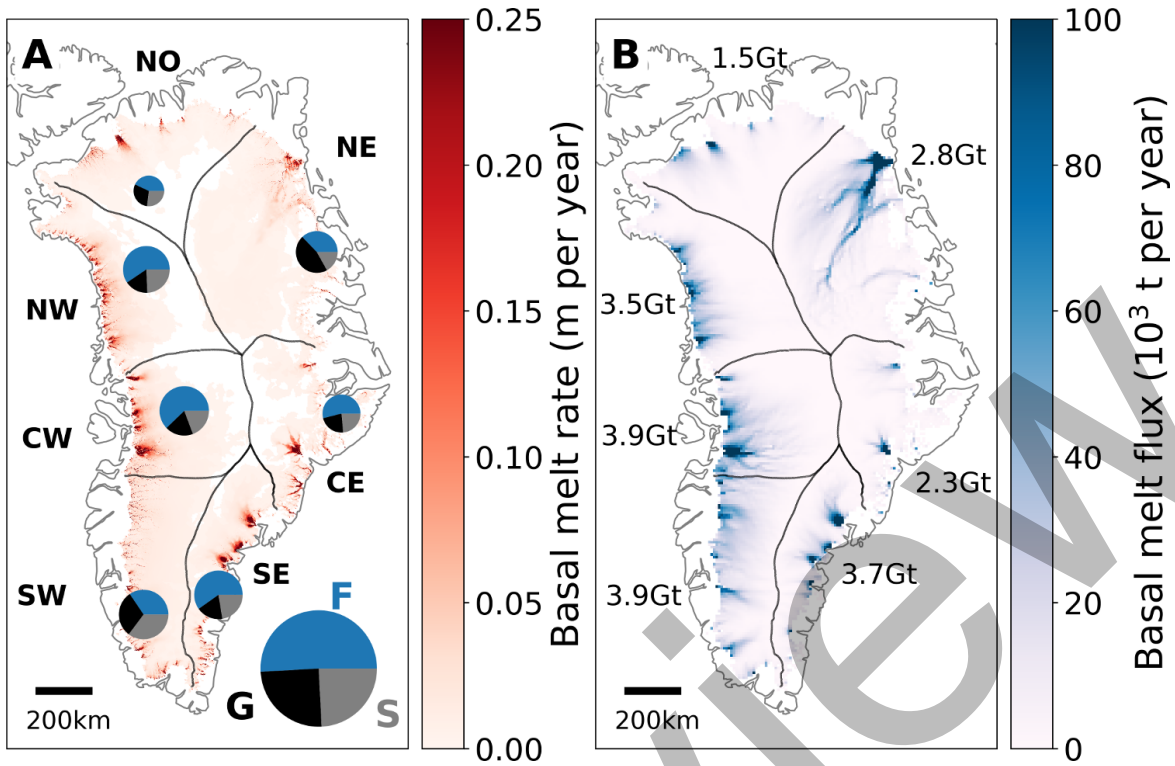 A
NO
NE
NW
CW
CE
SE
SW
F
G
S
200km
0.25
0.20
0.15
0.10
0.05
0.00
Basal melt rate (m per year)
B
1.5Gt
2.8Gt
3.5Gt
3.9Gt
2.3Gt
3.7Gt
3.9Gt
200km
100
80
60
40
20
0
Basal melt flux (10³ t per year)
view